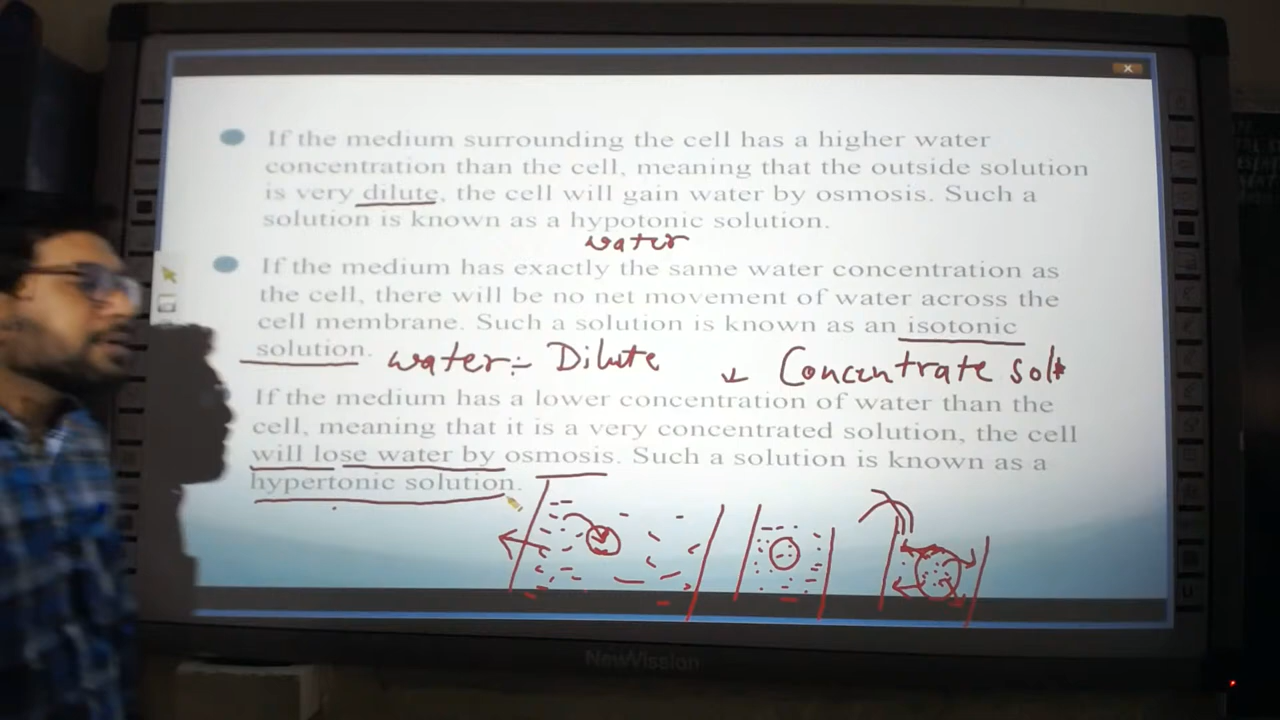 If the medium surrounding the cell has a higher water
concentration than the cell, meaning that the outside solution
is very dilute, the cell will gain water by osmosis. Such a
solution is known as a hypotonic solution.
water
If the medium has exactly the same water concentration as
the cell, there will be no net movement of water across the
cell membrane. Such a solution is known as an isotonic
solution.
water÷ Dilute ↓ Concentrate solt
If the medium has a lower concentration of water than the
cell, meaning that it is a very concentrated solution, the cell
will lose water by osmosis. Such a solution is known as a
hypertonic solution.